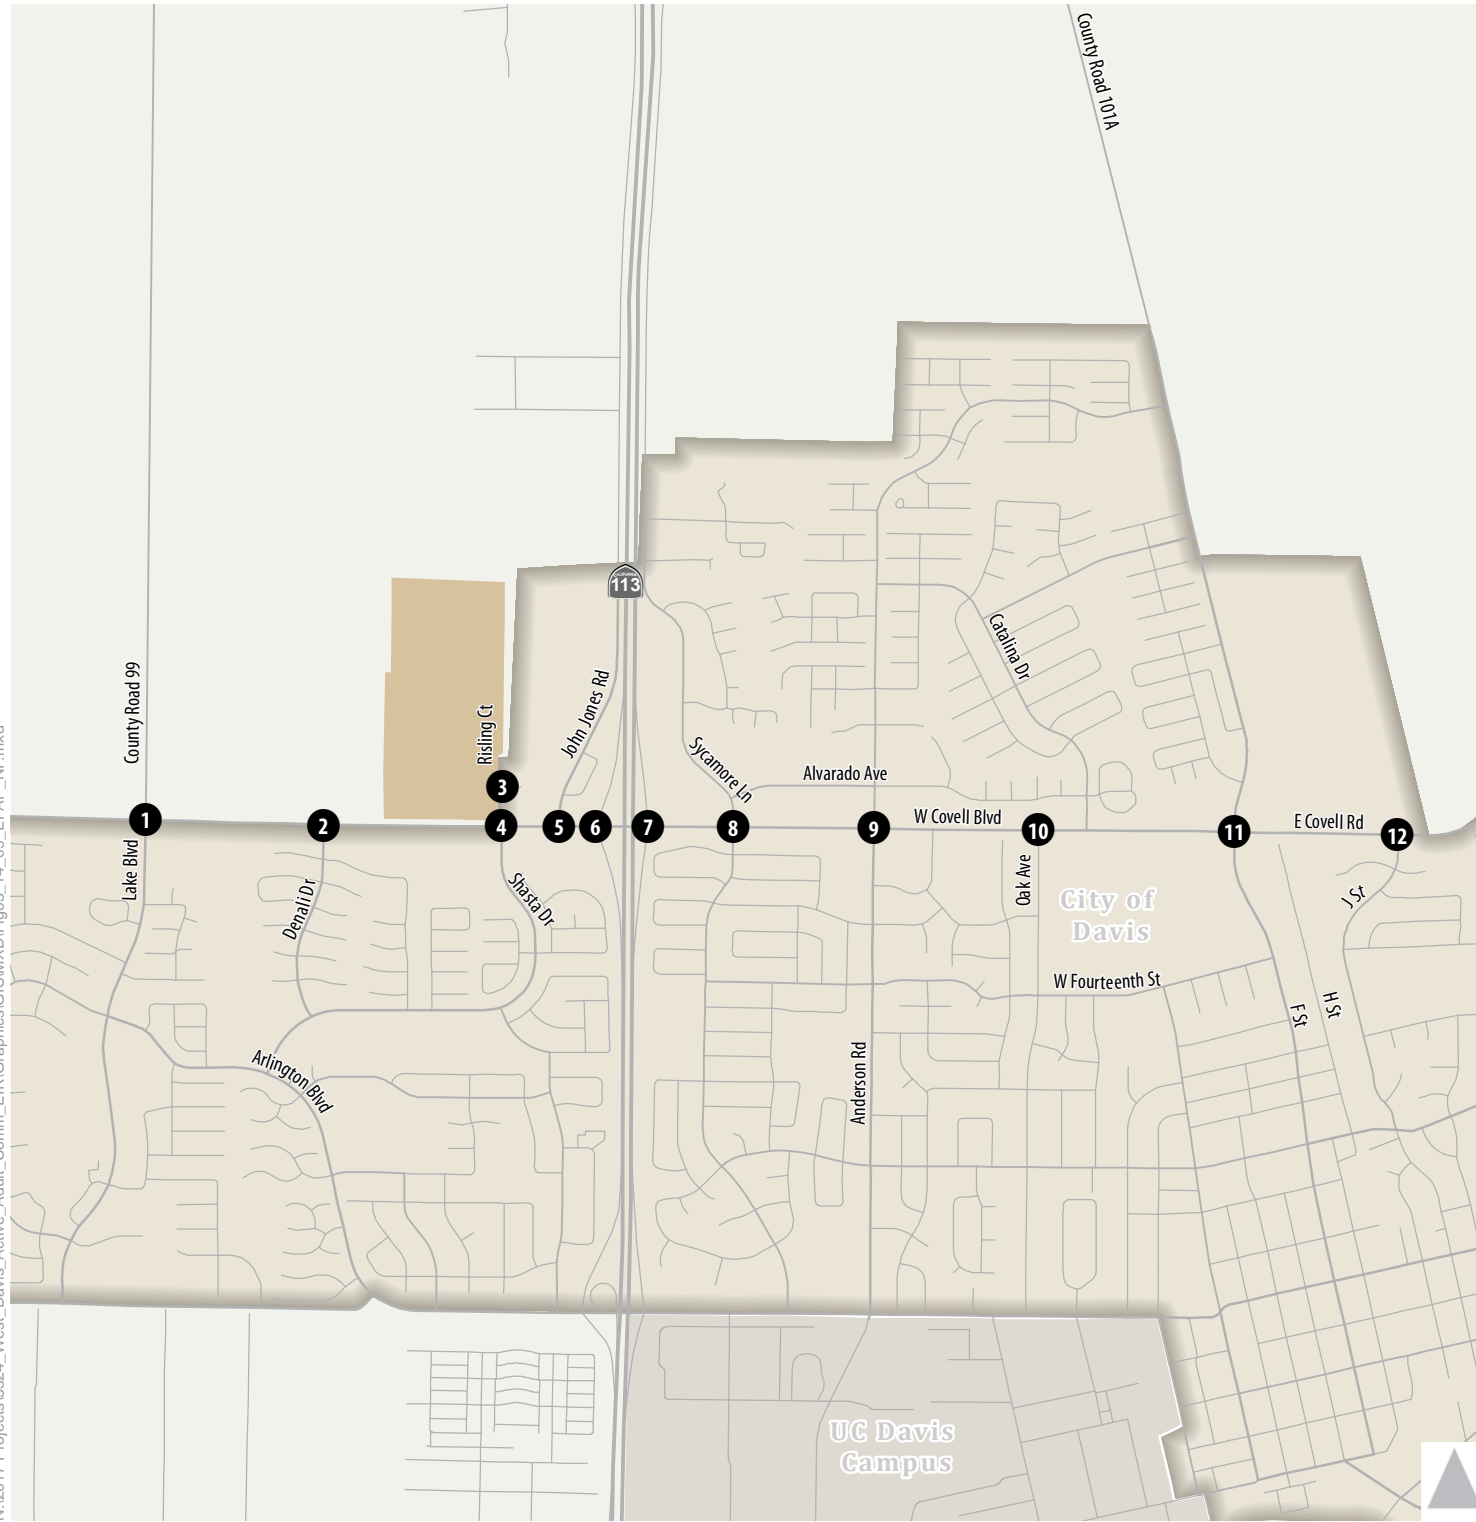 County Road 101A
CALIFORNIA
113
County Road 99
Risling Ct
John Jones Rd
Sycamore Ln
Catalina Dr
Alvarado Ave
3
1
2
4
5
6
7
8
9
W Covell Blvd
10
11
E Covell Rd
12
Lake Blvd
Denali Dr
Shasta Dr
Oak Ave
City of
Davis
J St
W Fourteenth St
F St
H St
Arlington Blvd
Anderson Rd
UC Davis
Campus